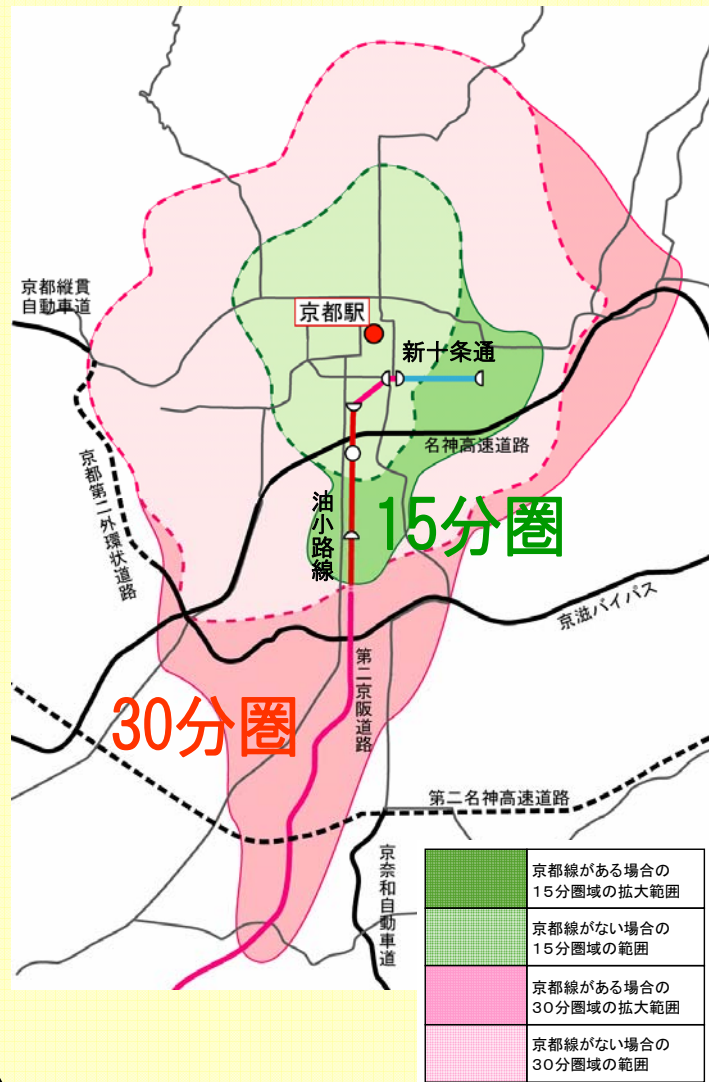 京都縦貫
自動車道
京都駅
新十条通
名神高速道路
京都第二外環状道路
油小路線
15分圏
京滋バイパス
第二京阪道路
30分圏
第二名神高速道路
京奈和自動車道
京都線がある場合の
15分圏域の拡大範囲
京都線がない場合の
15分圏域の範囲
京都線がある場合の
30分圏域の拡大範囲
京都線がない場合の
30分圏域の範囲